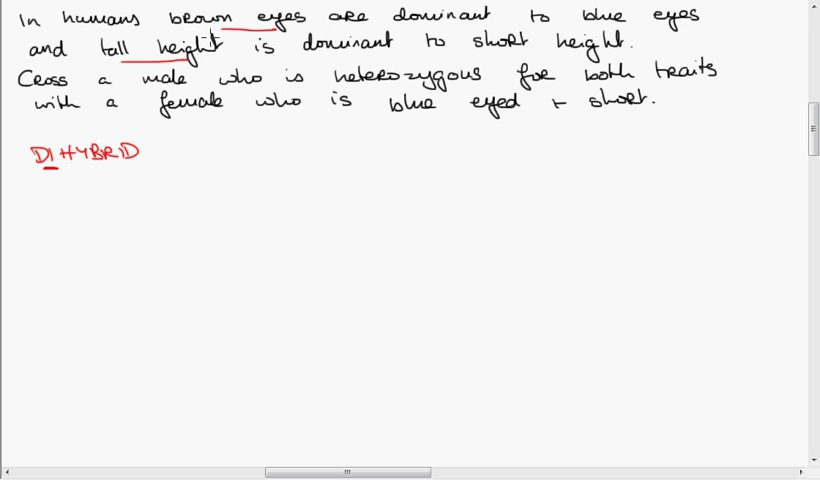 In humans brown eyes are dominant to blue eyes
and tall height is dominant to short height.
Cross a male who is heterozygous for both traits
with a female who is blue eyed + short.
DIHYBRID